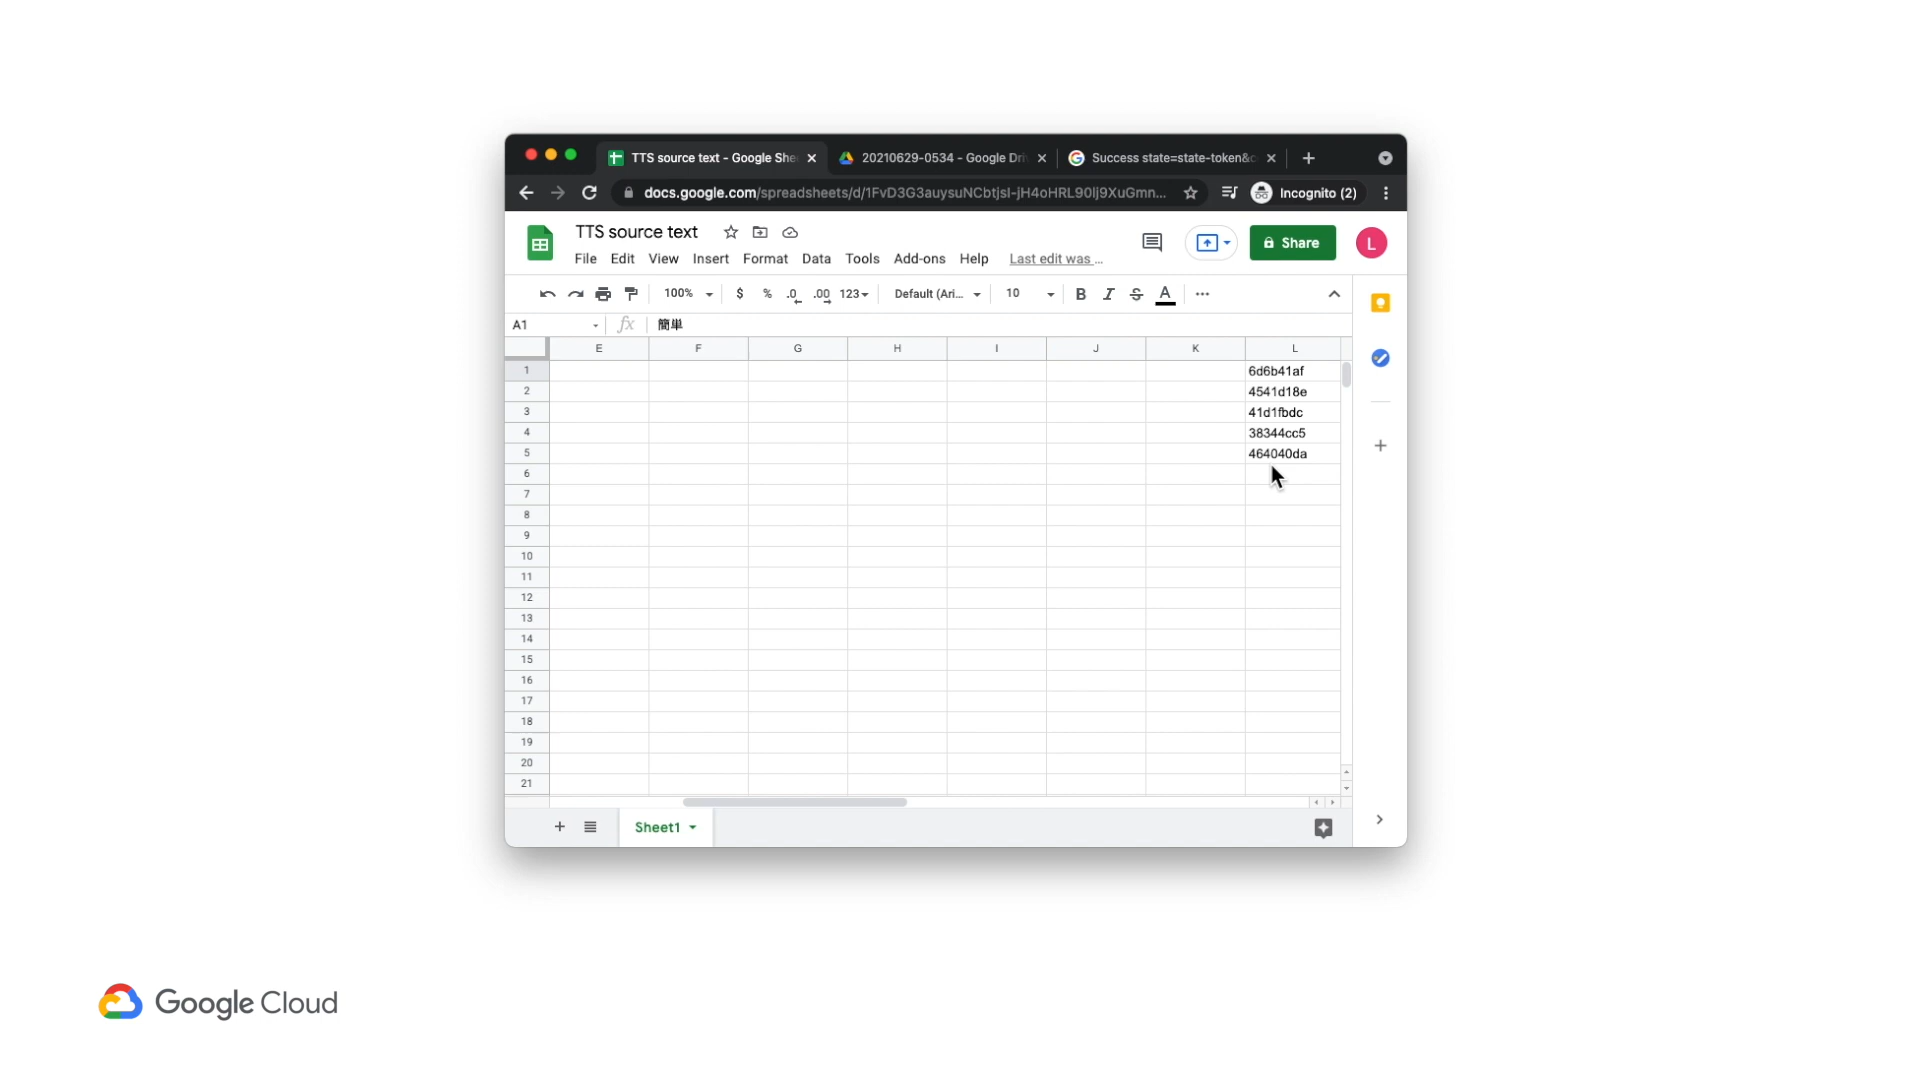 TTS source text - Google She
20210629-0534 - Google Dri
Success state=state-token&c
docs.google.com/spreadsheets/d/1FvD3G3auysuNCbtjsI-jH4oHRL90lj9XuGmn...
Incognito (2)
TTS source text
Share
L
File Edit View Insert Format Data Tools Add-ons Help Last edit was ...
100% $ % .0 .00 123 Default (Ari... 10 B I S A
A1 fx 簡単
E F G H I J K L
1 6d6b41af
2 4541d18e
3 41d1fbdc
4 38344cc5
5 464040da
6
7
8
9
10
11
12
13
14
15
16
17
18
19
20
21
Sheet1
Google Cloud